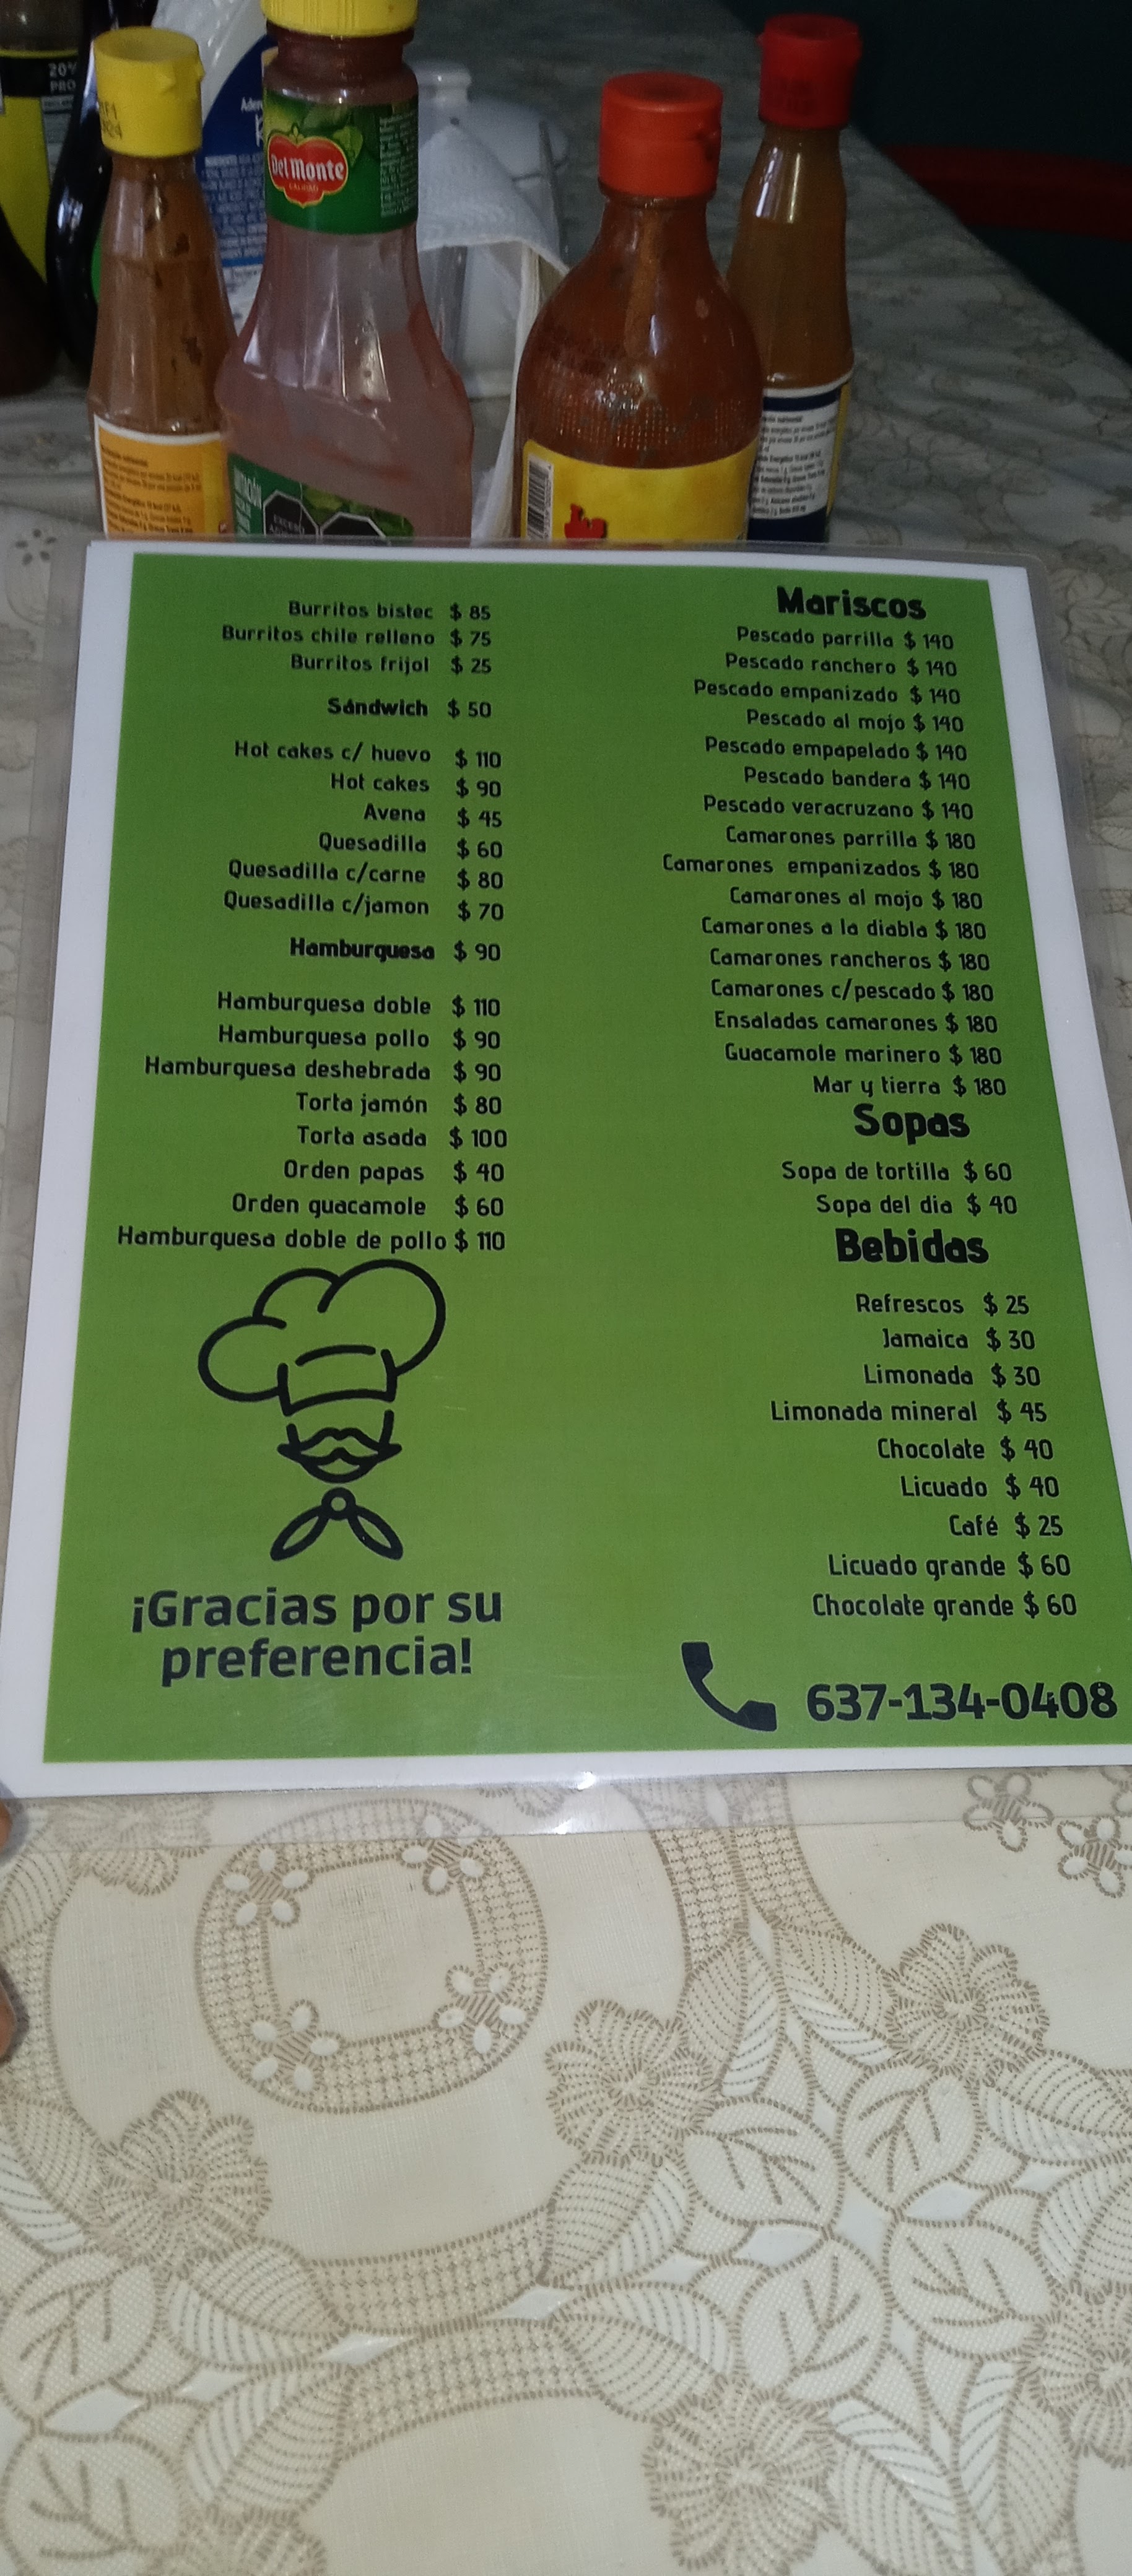 20%
PRO
DelMonte
CALIDAD
Burritos bistec $ 85
Burritos chile relleno $ 75
Burritos frijol $ 25
Sándwich $ 50
Hot cakes c/ huevo $ 110
Hot cakes $ 90
Avena $ 45
Quesadilla $ 60
Quesadilla c/carne $ 80
Quesadilla c/jamon $ 70
Hamburguesa $ 90
Hamburguesa doble $ 110
Hamburguesa pollo $ 90
Hamburguesa deshebrada $ 90
Torta jamón $ 80
Torta asada $ 100
Orden papas $ 40
Orden guacamole $ 60
Hamburguesa doble de pollo $ 110
¡Gracias por su
preferencia!
Mariscos
Pescado parrilla $ 140
Pescado ranchero $ 140
Pescado empanizado $ 140
Pescado al mojo $ 140
Pescado empapelado $ 140
Pescado bandera $ 140
Pescado veracruzano $ 140
Camarones parrilla $ 180
Camarones empanizados $ 180
Camarones al mojo $ 180
Camarones a la diabla $ 180
Camarones rancheros $ 180
Camarones c/pescado $ 180
Ensaladas camarones $ 180
Guacamole marinero $ 180
Mar y tierra $ 180
Sopas
Sopa de tortilla $ 60
Sopa del dia $ 40
Bebidas
Refrescos $ 25
Jamaica $ 30
Limonada $ 30
Limonada mineral $ 45
Chocolate $ 40
Licuado $ 40
Café $ 25
Licuado grande $ 60
Chocolate grande $ 60
637-134-0408